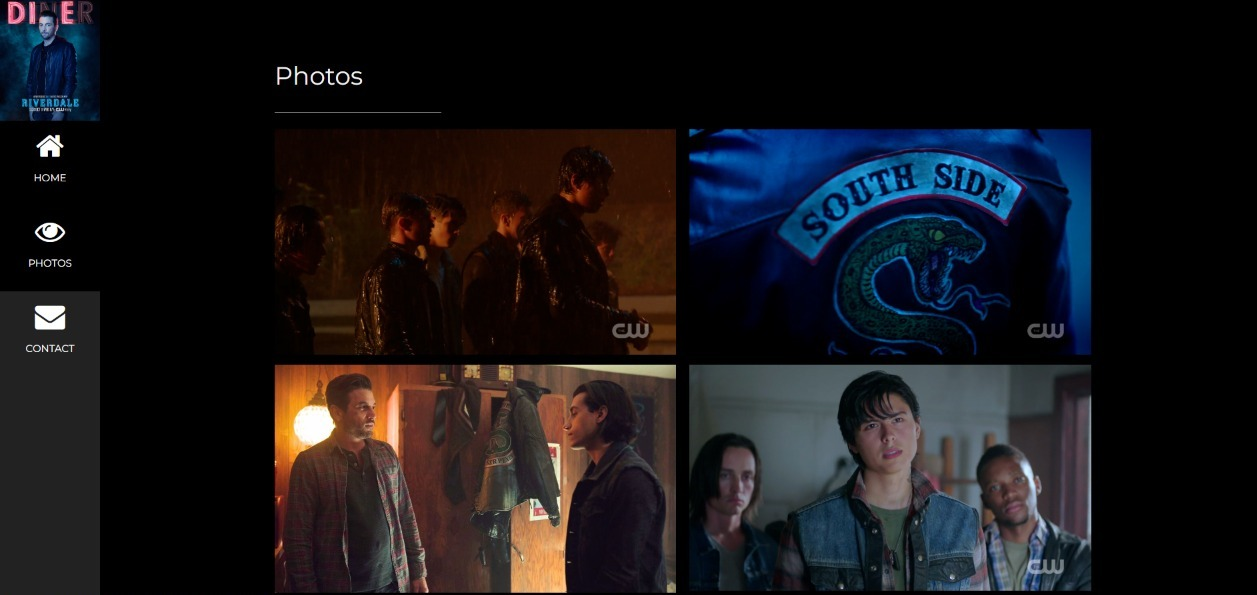 DINER
RIVERDALE
HOME
PHOTOS
CONTACT
Photos
CW
SOUTH SIDE
CW
CW